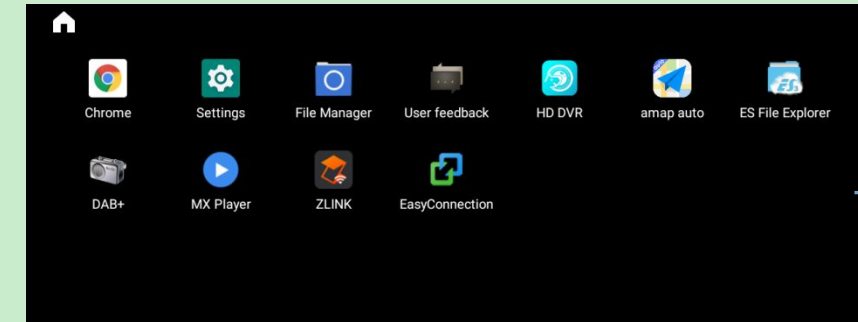 Chrome
Settings
File Manager
User feedback
HD DVR
amap auto
ES File Explorer
DAB+
MX Player
ZLINK
EasyConnection